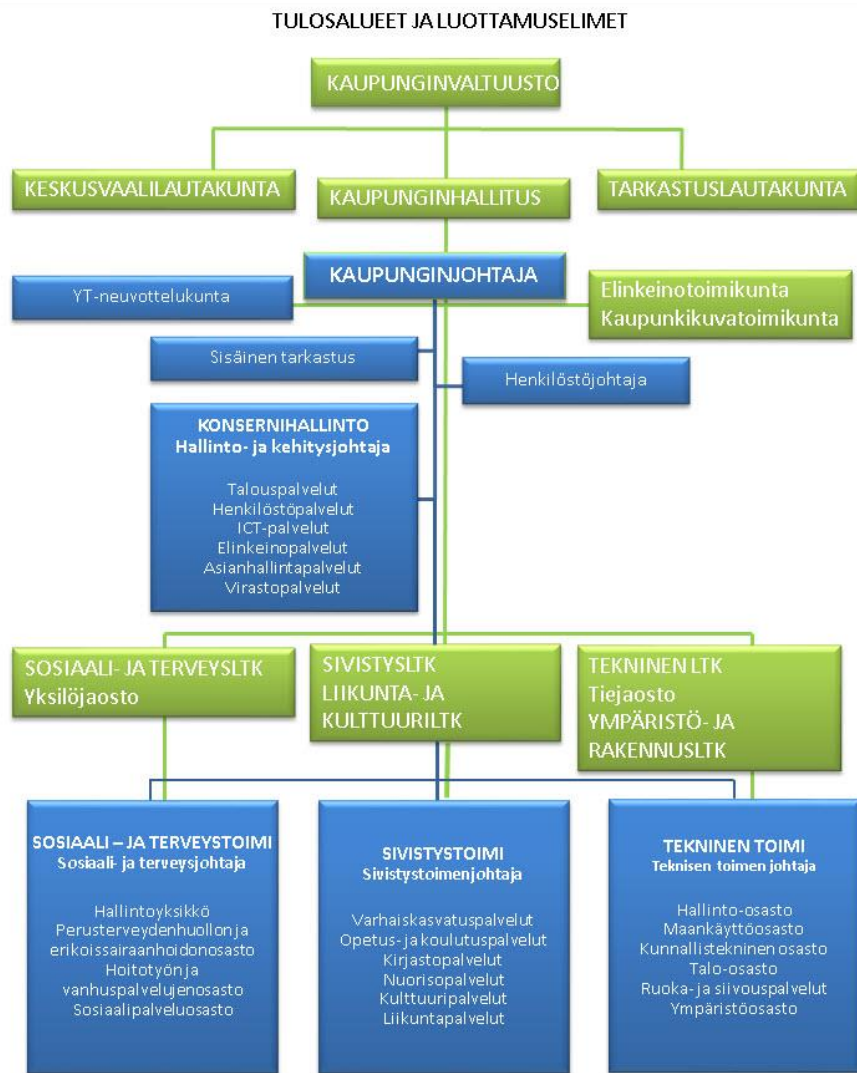 TULOSALUEET JA LUOTTAMUSELIMET
KAUPUNGINVALTUUSTO
KESKUSVAALILAUTAKUNTA
KAUPUNGINHALLITUS
TARKASTUSLAUTAKUNTA
KAUPUNGINJOHTAJA
YT-neuvottelukunta
Elinkeinotoimikunta
Kaupunkikuvatoimikunta
Sisäinen tarkastus
Henkilöstöjohtaja
KONSERNIHALLINTO
Hallinto- ja kehitysjohtaja
Talouspalvelut
Henkilöstöpalvelut
ICT-palvelut
Elinkeinopalvelut
Asianhallintapalvelut
Virastopalvelut
SOSIAALI- JA TERVEYSLTK
Yksilöjaosto
SIVISTYSLTK
LIIKUNTA- JA
KULTTUURILTK
TEKNINEN LTK
Tiejaosto
YMPÄRISTÖ- JA
RAKENNUSLTK
SOSIAALI – JA TERVEYSTOIMI
Sosiaali- ja terveysjohtaja
Hallintoyksikkö
Perusterveydenhuollon ja
erikoissairaanhoidonosasto
Hoitotyön ja
vanhuspalvelujenosasto
Sosiaalipalveluosasto
SIVISTYSTOIMI
Sivistystoimenjohtaja
Varhaiskasvatuspalvelut
Opetus- ja koulutuspalvelut
Kirjastopalvelut
Nuorisopalvelut
Kulttuuripalvelut
Liikuntapalvelut
TEKNINEN TOIMI
Teknisen toimen johtaja
Hallinto-osasto
Maankäyttöosasto
Kunnallistekninen osasto
Talo-osasto
Ruoka- ja siivouspalvelut
Ympäristöosasto